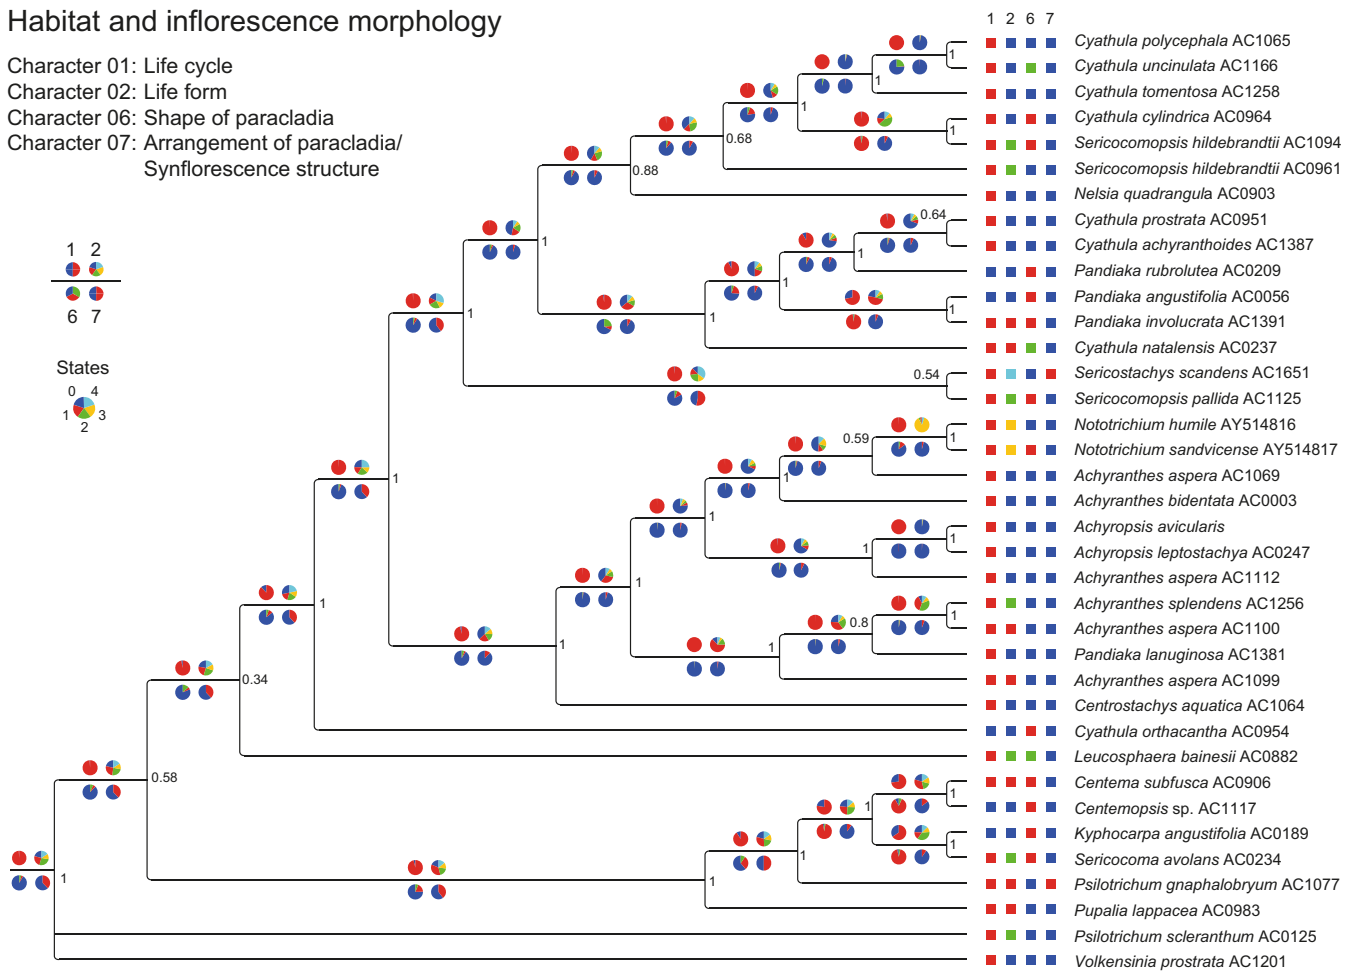 Habitat and inflorescence morphology
Character 01: Life cycle
Character 02: Life form
Character 06: Shape of paracladia
Character 07: Arrangement of paracladia/
Synflorescence structure
1 2
6 7
States
0 4
1 3
2
1 2 6 7
Cyathula polycephala AC1065
Cyathula uncinulata AC1166
Cyathula tomentosa AC1258
Cyathula cylindrica AC0964
Sericocomopsis hildebrandtii AC1094
Sericocomopsis hildebrandtii AC0961
Nelsia quadrangula AC0903
Cyathula prostrata AC0951
Cyathula achyranthoides AC1387
Pandiaka rubrolutea AC0209
Pandiaka angustifolia AC0056
Pandiaka involucrata AC1391
Cyathula natalensis AC0237
Sericostachys scandens AC1651
Sericocomopsis pallida AC1125
Nototrichium humile AY514816
Nototrichium sandvicense AY514817
Achyranthes aspera AC1069
Achyranthes bidentata AC0003
Achyropsis avicularis
Achyropsis leptostachya AC0247
Achyranthes aspera AC1112
Achyranthes splendens AC1256
Achyranthes aspera AC1100
Pandiaka lanuginosa AC1381
Achyranthes aspera AC1099
Centrostachys aquatica AC1064
Cyathula orthacantha AC0954
Leucosphaera bainesii AC0882
Centema subfusca AC0906
Centemopsis sp. AC1117
Kyphocarpa angustifolia AC0189
Sericocoma avolans AC0234
Psilotrichum gnaphalobryum AC1077
Pupalia lappacea AC0983
Psilotrichum scleranthum AC0125
Volkensinia prostrata AC1201
1
1
1
1
0.68
0.88
1
0.64
1
1
1
1
1
0.54
1
1
0.59
1
1
1
1
1
1
0.8
1
1
1
1
0.34
0.58
1
1
1
1
1
1